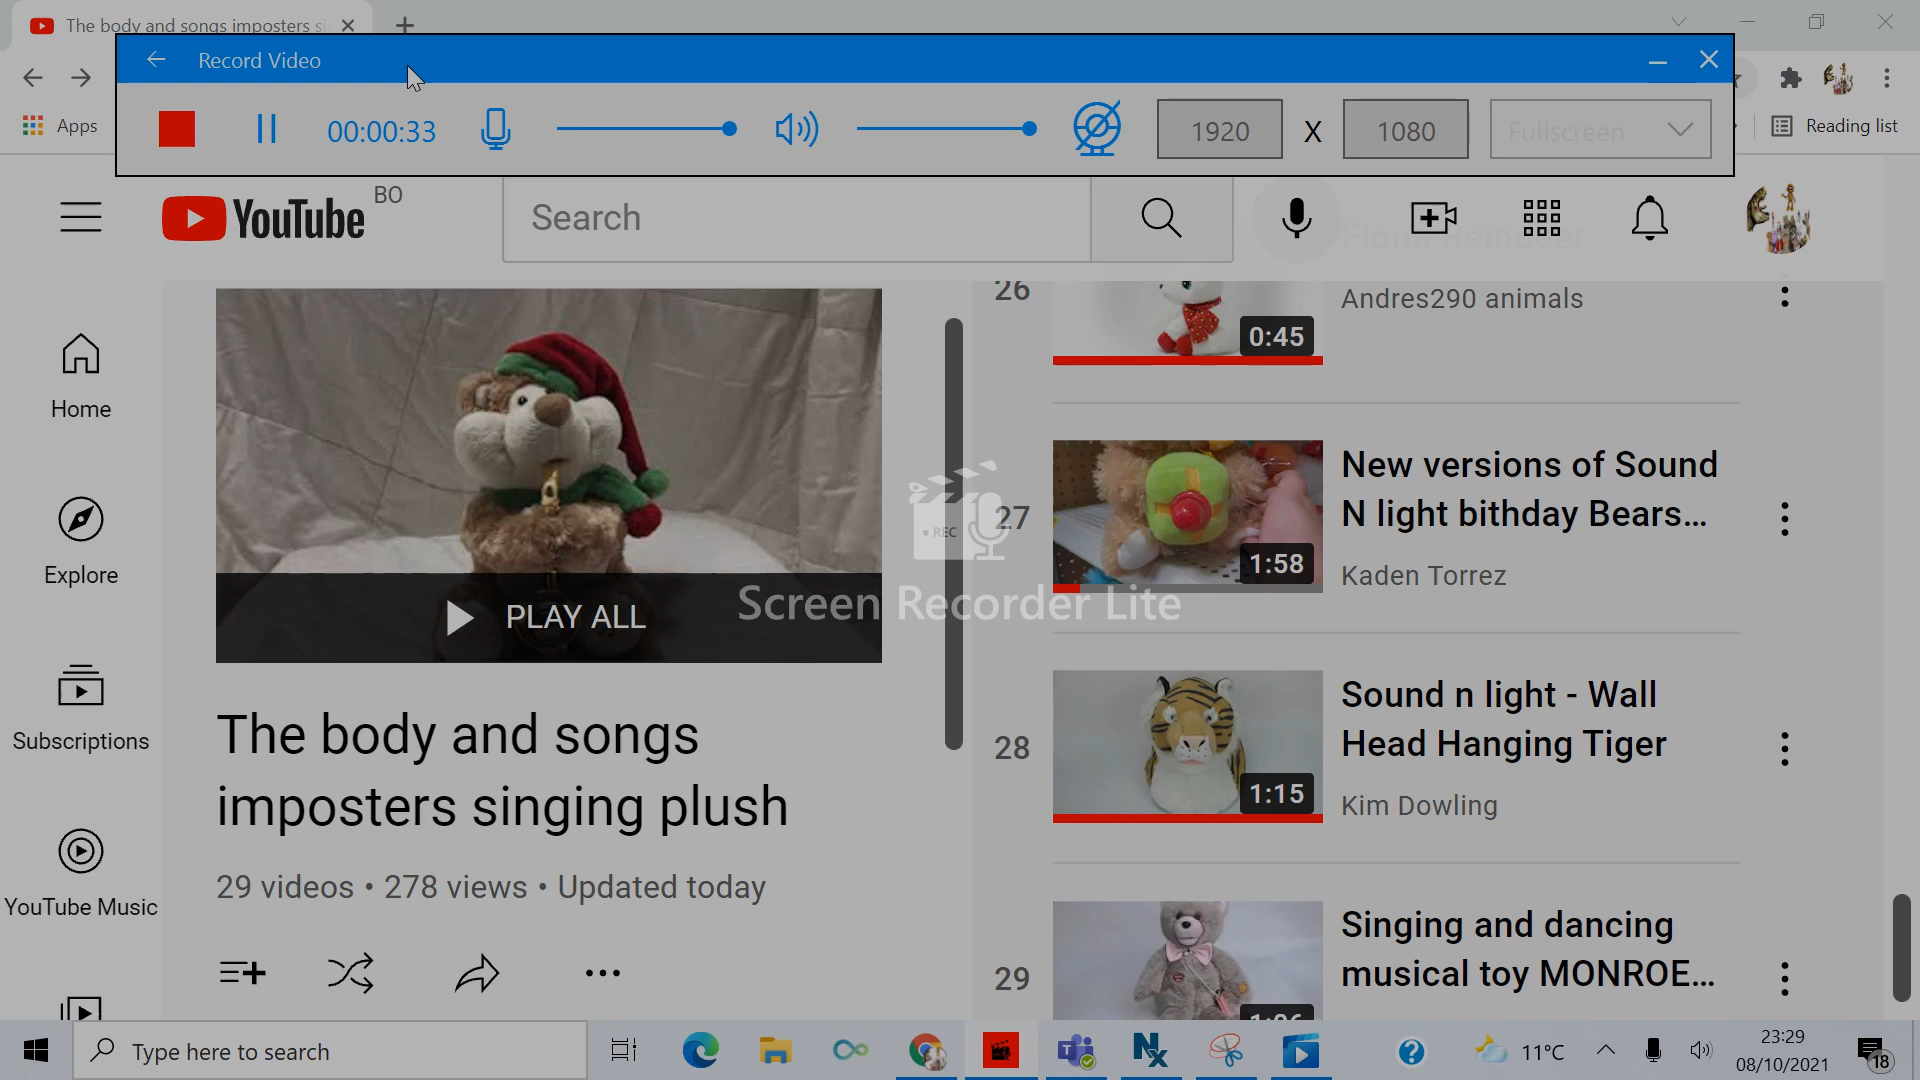 The body and songs imposters si
Record Video
00:00:33
1920 X 1080 Fullscreen
Apps
Reading list
YouTube BO
Search
Fiona Reindeer
26
Andres290 animals
0:45
Home
Explore
Subscriptions
YouTube Music
PLAY ALL
The body and songs
imposters singing plush
29 videos • 278 views • Updated today
REC
Screen Recorder Lite
27
New versions of Sound
N light bithday Bears...
Kaden Torrez
1:58
28
Sound n light - Wall
Head Hanging Tiger
Kim Dowling
1:15
29
Singing and dancing
musical toy MONROE...
Type here to search
11°C
23:29
08/10/2021
18